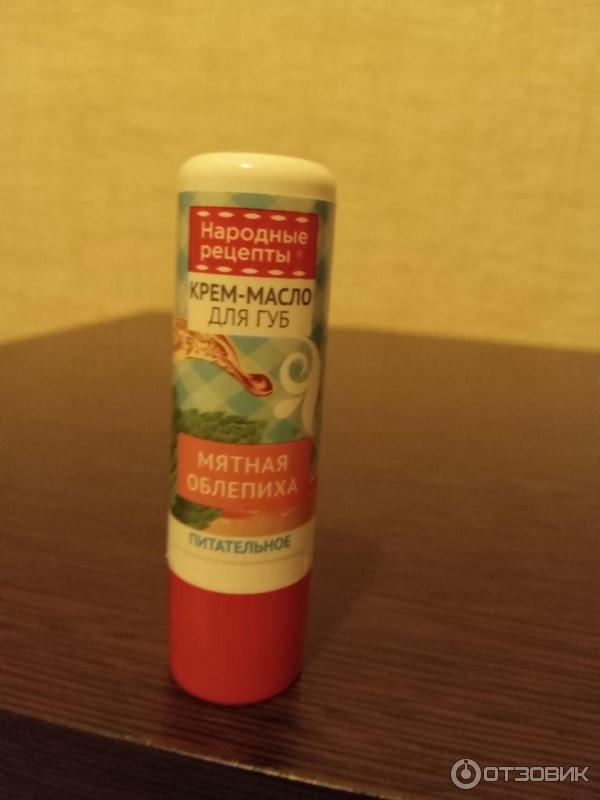 Народные
рецепты
КРЕМ-МАСЛО
ДЛЯ ГУБ
МЯТНАЯ
ОБЛЕПИХА
ПИТАТЕЛЬНОЕ
ОТЗОВИК